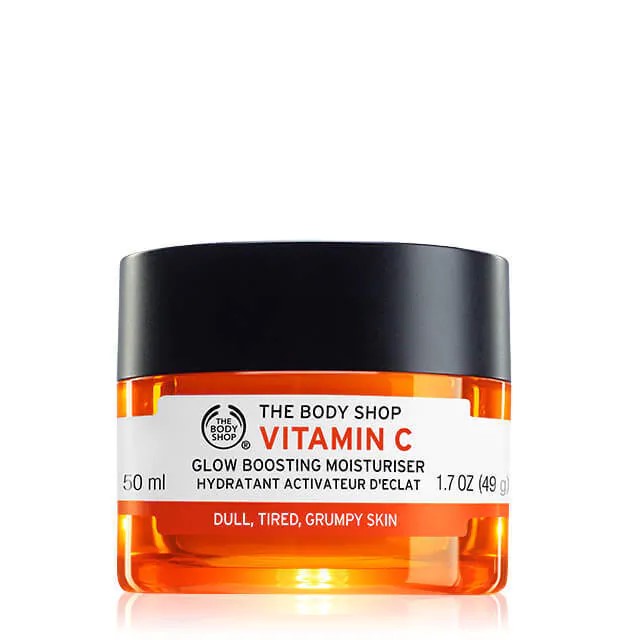 THE
BODY
SHOP
®
THE BODY SHOP
VITAMIN C
GLOW BOOSTING MOISTURISER
HYDRATANT ACTIVATEUR D'ECLAT
50 ml
1.7 OZ (49 g)
DULL, TIRED, GRUMPY SKIN